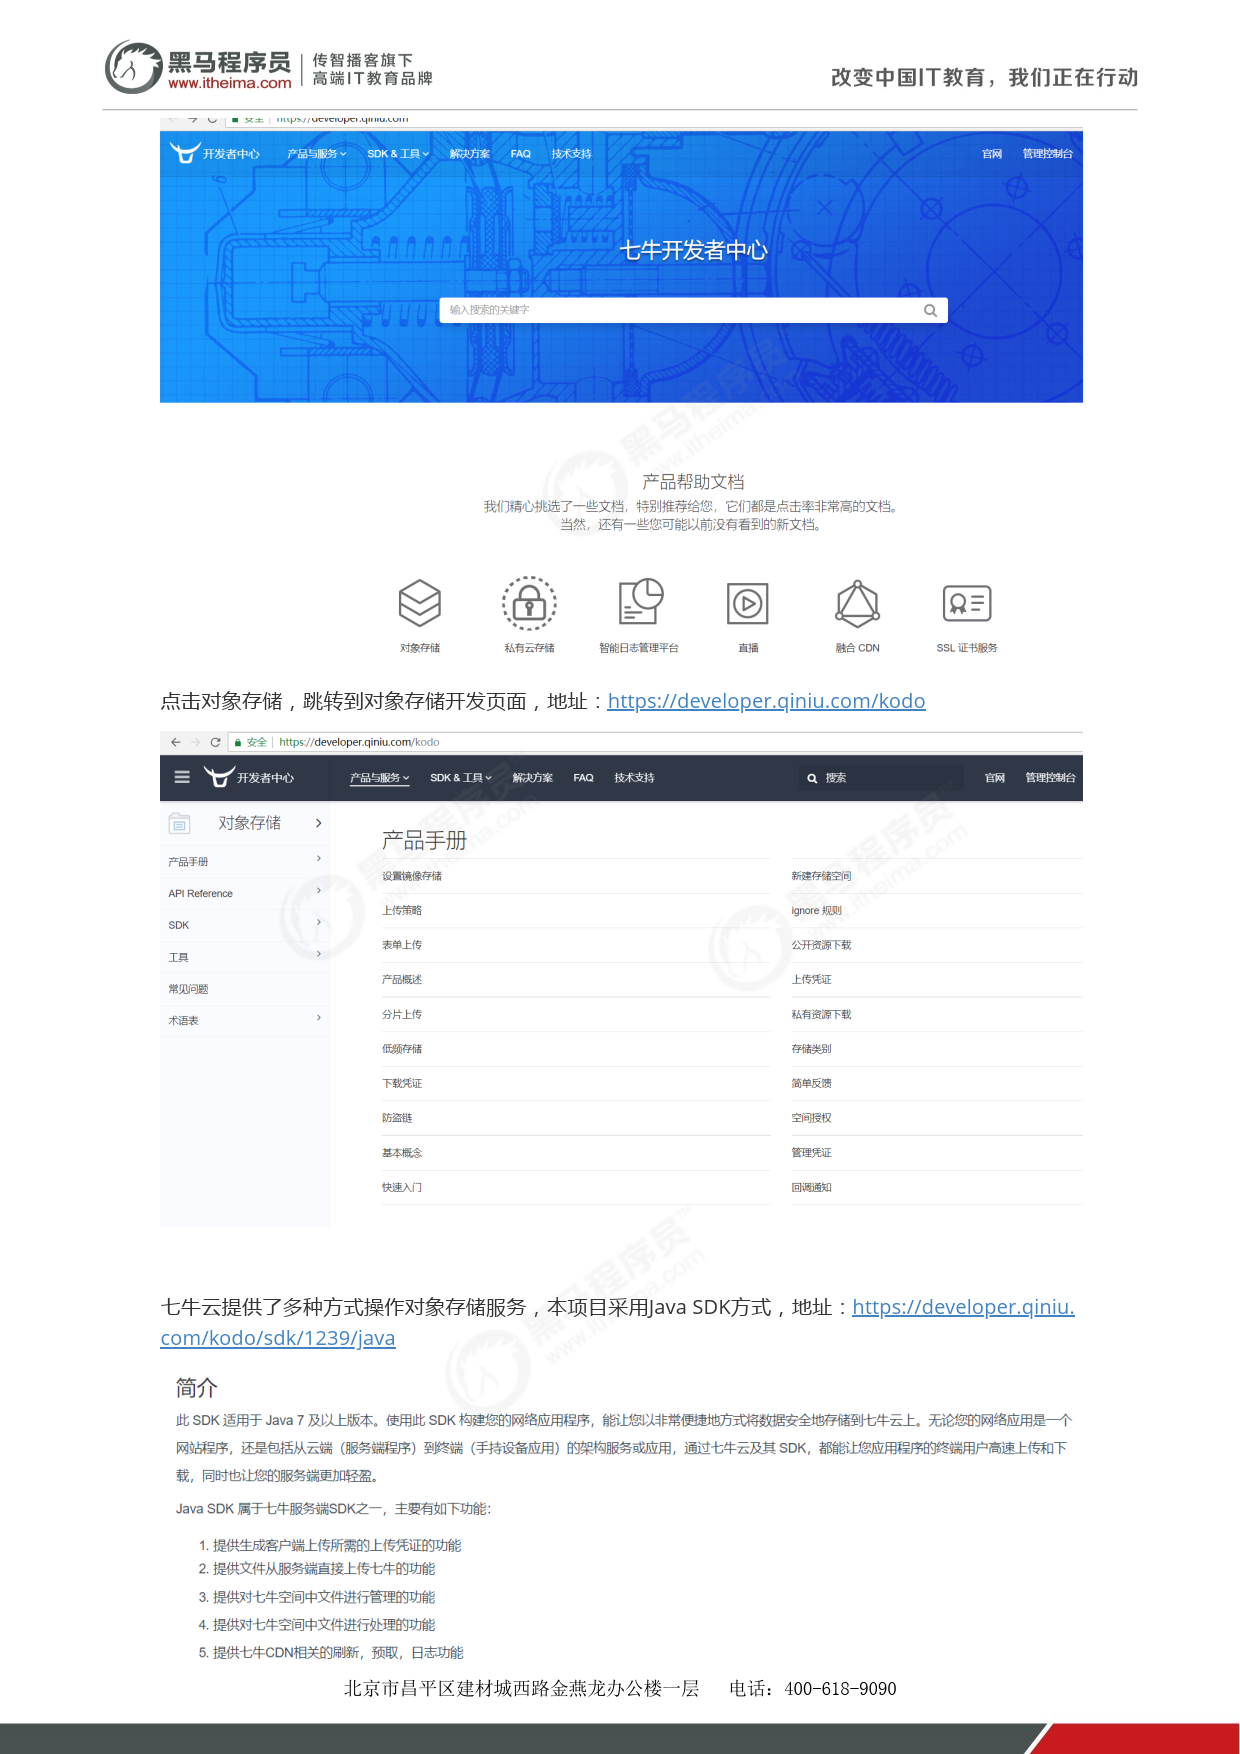 黑马程序员
www.itheima.com
传智播客旗下
高端IT教育品牌
改变中国IT教育，我们正在行动
安全 | https://developer.qiniu.com
开发者中心 产品与服务 SDK & 工具 解决方案 FAQ 技术支持 官网 管理控制台
七牛开发者中心
输入搜索的关键字
产品帮助文档
我们精心挑选了一些文档，特别推荐给您，它们都是点击率非常高的文档。
当然，还有一些您可能以前没有看到的新文档。
对象存储 私有云存储 智能日志管理平台 直播 融合 CDN SSL 证书服务
点击对象存储，跳转到对象存储开发页面，地址：https://developer.qiniu.com/kodo
安全 | https://developer.qiniu.com/kodo
开发者中心 产品与服务 SDK & 工具 解决方案 FAQ 技术支持 搜索 官网 管理控制台
对象存储
产品手册
API Reference
SDK
工具
常见问题
术语表
产品手册
设置镜像存储 新建存储空间
上传策略 ignore 规则
表单上传 公开资源下载
产品概述 上传凭证
分片上传 私有资源下载
低频存储 存储类别
下载凭证 简单反馈
防盗链 空间授权
基本概念 管理凭证
快速入门 回调通知
七牛云提供了多种方式操作对象存储服务，本项目采用Java SDK方式，地址：https://developer.qiniu.
com/kodo/sdk/1239/java
简介
此 SDK 适用于 Java 7 及以上版本。使用此 SDK 构建您的网络应用程序，能让您以非常便捷地方式将数据安全地存储到七牛云上。无论您的网络应用是一个
网站程序，还是包括从云端（服务端程序）到终端（手持设备应用）的架构服务或应用，通过七牛云及其 SDK，都能让您应用程序的终端用户高速上传和下
载，同时也让您的服务端更加轻盈。
Java SDK 属于七牛服务端SDK之一，主要有如下功能：
1. 提供生成客户端上传所需的上传凭证的功能
2. 提供文件从服务端直接上传七牛的功能
3. 提供对七牛空间中文件进行管理的功能
4. 提供对七牛空间中文件进行处理的功能
5. 提供七牛CDN相关的刷新，预取，日志功能
北京市昌平区建材城西路金燕龙办公楼一层 电话：400-618-9090